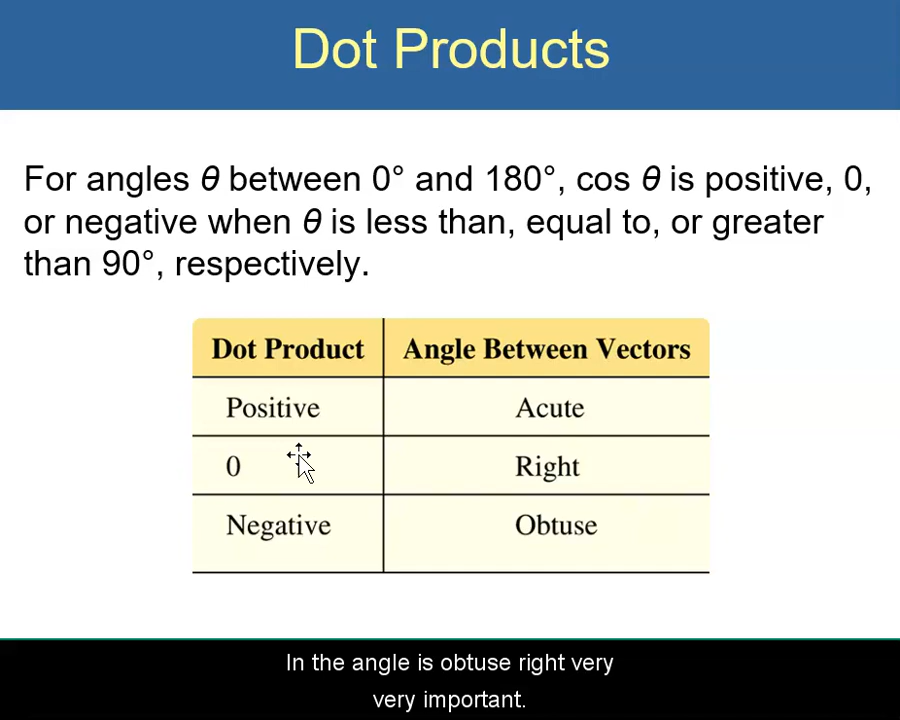 Dot Products
For angles θ between 0° and 180°, cos θ is positive, 0,
or negative when θ is less than, equal to, or greater
than 90°, respectively.
Dot Product Angle Between Vectors
Positive Acute
0 Right
Negative Obtuse
In the angle is obtuse right very
very important.